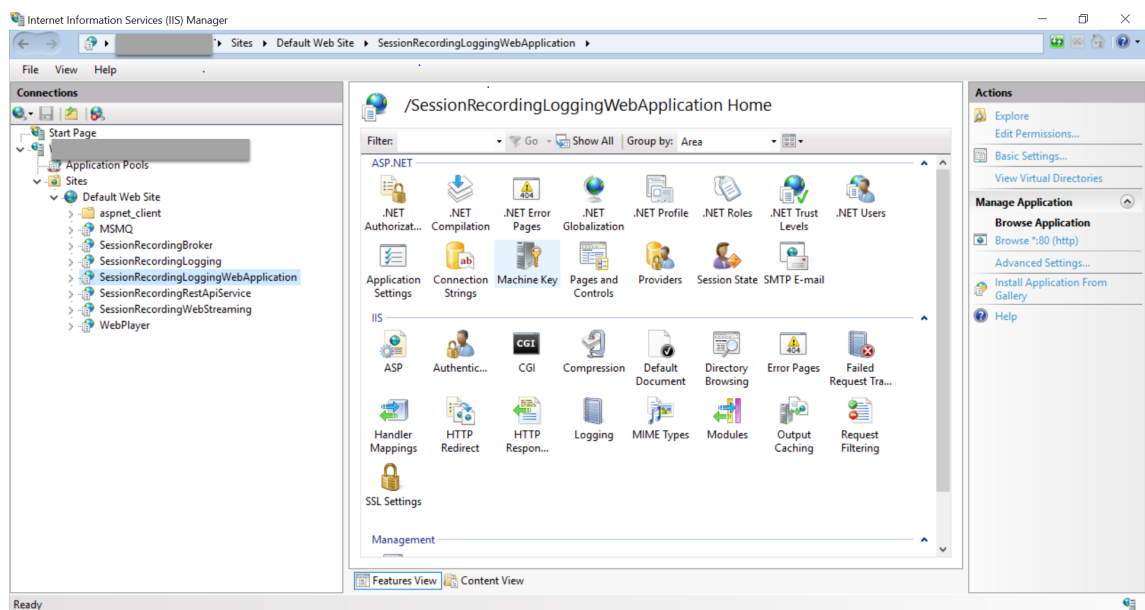 Internet Information Services (IIS) Manager
Sites Default Web Site SessionRecordingLoggingWebApplication
File View Help
Connections
Start Page
Application Pools
Sites
Default Web Site
aspnet_client
MSMQ
SessionRecordingBroker
SessionRecordingLogging
SessionRecordingLoggingWebApplication
SessionRecordingRestApiService
SessionRecordingWebStreaming
WebPlayer
/SessionRecordingLoggingWebApplication Home
Filter: Go Show All Group by: Area
ASP.NET
.NET Authorizat...
.NET Compilation
.NET Error Pages
.NET Globalization
.NET Profile
.NET Roles
.NET Trust Levels
.NET Users
Application Settings
Connection Strings
Machine Key
Pages and Controls
Providers
Session State
SMTP E-mail
IIS
ASP
Authentic...
CGI
Compression
Default Document
Directory Browsing
Error Pages
Failed Request Tra...
Handler Mappings
HTTP Redirect
HTTP Respon...
Logging
MIME Types
Modules
Output Caching
Request Filtering
SSL Settings
Management
Features View Content View
Actions
Explore
Edit Permissions...
Basic Settings...
View Virtual Directories
Manage Application
Browse Application
Browse *:80 (http)
Advanced Settings...
Install Application From
Gallery
Help
Ready